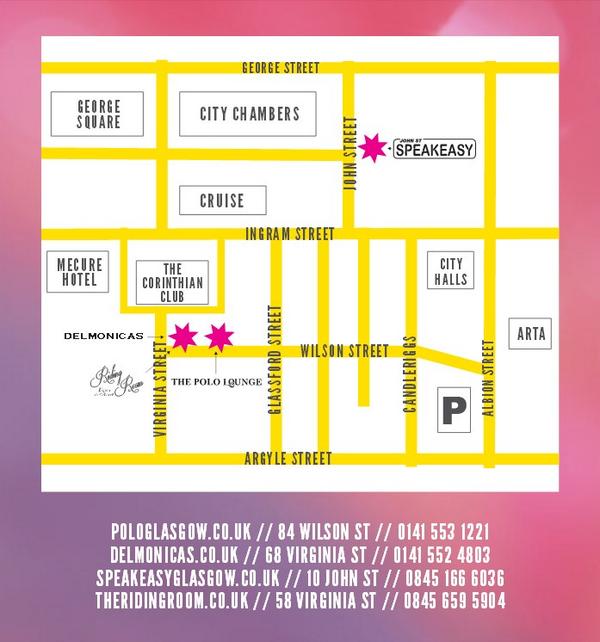 GEORGE STREET
GEORGE
SQUARE
CITY CHAMBERS
JOHN STREET
JOHN ST
SPEAKEASY
CRUISE
INGRAM STREET
MECURE
HOTEL
THE
CORINTHIAN
CLUB
CITY
HALLS
DELMONICAS
ARTA
Riding
Room
THE POLO LOUNGE
VIRGINIA STREET
GLASSFORD STREET
WILSON STREET
CANDLERIGGS
ALBION STREET
P
ARGYLE STREET
POLOGLASGOW.CO.UK // 84 WILSON ST // 0141 553 1221
DELMONICAS.CO.UK // 68 VIRGINIA ST // 0141 552 4803
SPEAKEASYGLASGOW.CO.UK // 10 JOHN ST // 0845 166 6036
THERIDINGROOM.CO.UK // 58 VIRGINIA ST // 0845 659 5904